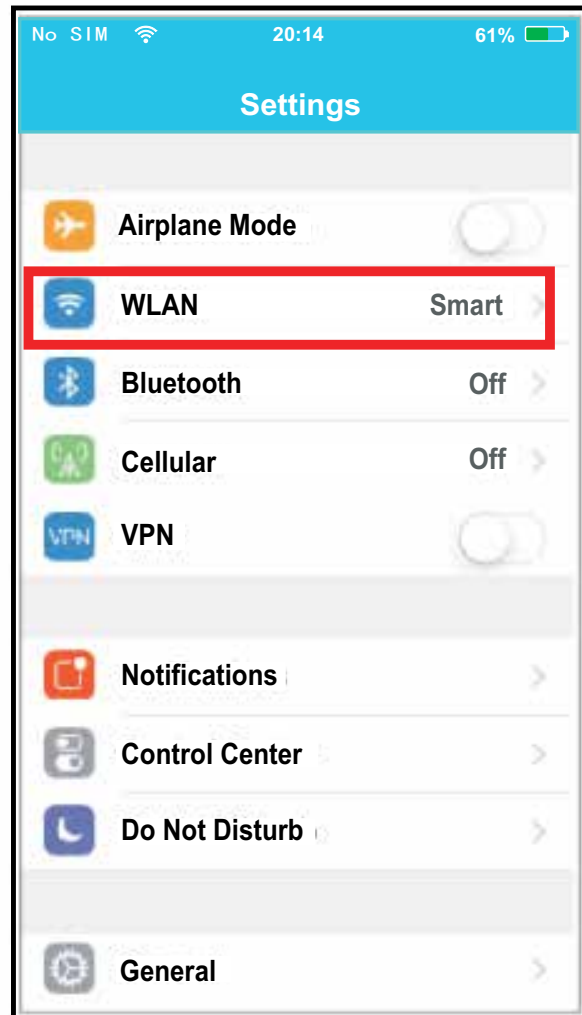 No SIM 20:14 61%
Settings
Airplane Mode
WLAN Smart
Bluetooth Off
Cellular Off
VPN VPN
Notifications
Control Center
Do Not Disturb
General